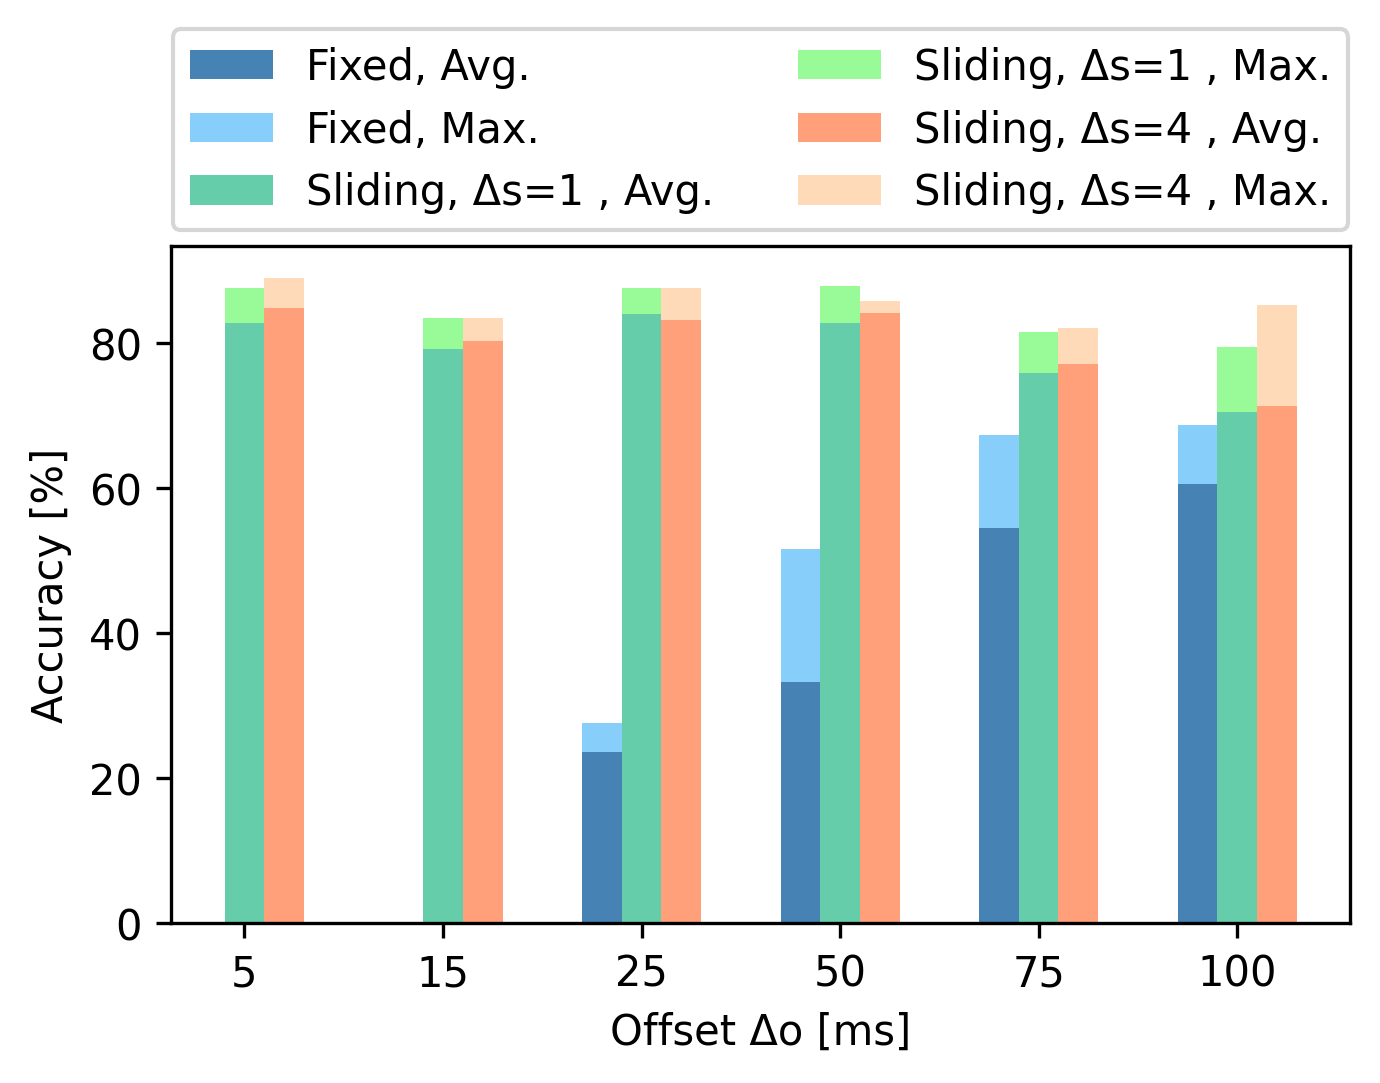 Fixed, Avg.
Fixed, Max.
Sliding, Δs=1 , Avg.
Sliding, Δs=1 , Max.
Sliding, Δs=4 , Avg.
Sliding, Δs=4 , Max.
80
60
40
20
0
Accuracy [%]
5 15 25 50 75 100
Offset Δo [ms]